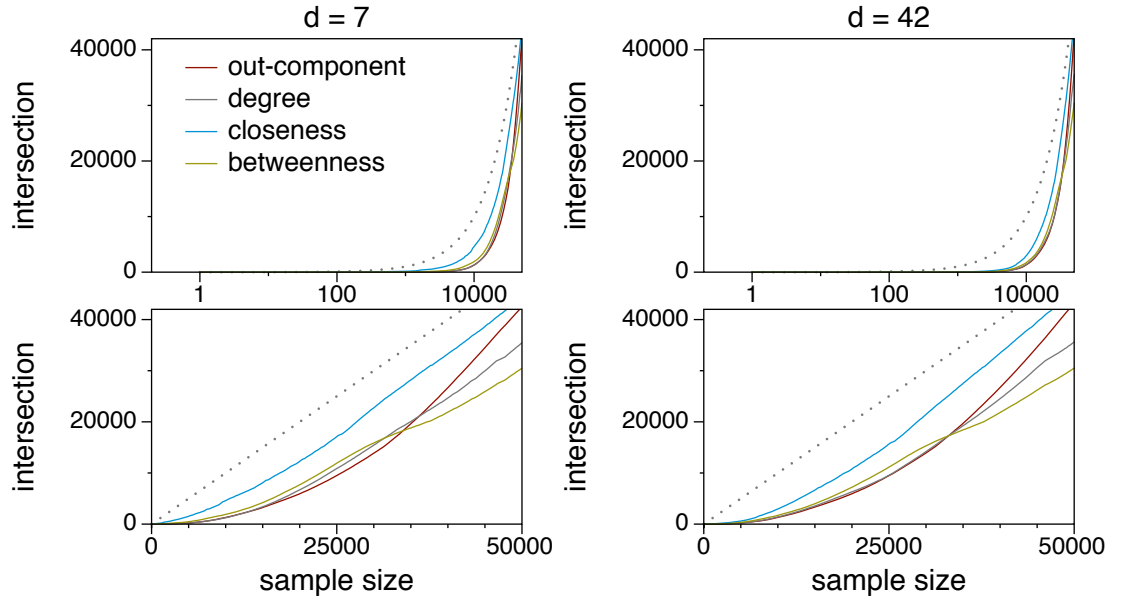 d = 7
d = 42
intersection
40000
20000
0
out-component
degree
closeness
betweenness
1
100
10000
intersection
40000
20000
0
1
100
10000
intersection
40000
20000
0
0
25000
50000
sample size
intersection
40000
20000
0
0
25000
50000
sample size